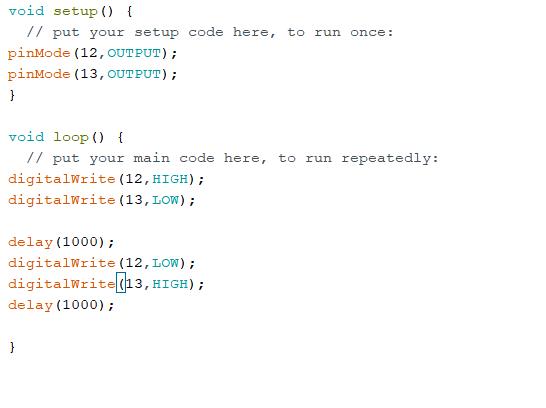 void setup() {
  // put your setup code here, to run once:
pinMode(12,OUTPUT);
pinMode(13,OUTPUT);
}

void loop() {
  // put your main code here, to run repeatedly:
digitalWrite(12,HIGH);
digitalWrite(13,LOW);

delay(1000);
digitalWrite(12,LOW);
digitalWrite(13,HIGH);
delay(1000);

}